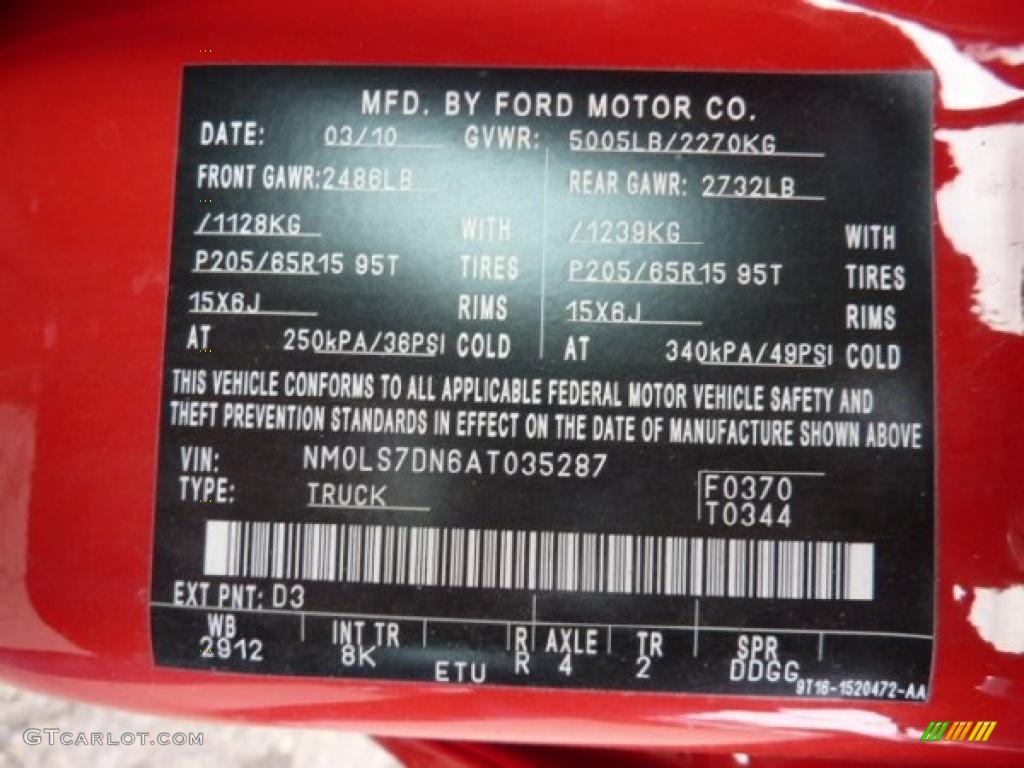 MFD. BY FORD MOTOR CO.
DATE: 03/10 GVWR: 5005LB/2270KG
FRONT GAWR: 2486LB REAR GAWR: 2732LB
/1128KG WITH /1239KG WITH
P205/65R15 95T TIRES P205/65R15 95T TIRES
15X6J RIMS 15X6J RIMS
AT 250kPA/36PSI COLD AT 340kPA/49PSI COLD
THIS VEHICLE CONFORMS TO ALL APPLICABLE FEDERAL MOTOR VEHICLE SAFETY AND
THEFT PREVENTION STANDARDS IN EFFECT ON THE DATE OF MANUFACTURE SHOWN ABOVE
VIN: NM0LS7DN6AT035287
TYPE: TRUCK F0370
T0344
EXT PNT: D3
WB INT TR R AXLE TR SPR
2912 8K ETU R 4 2 DDGG
9T16-1520472-AA
GTCARLOT.COM